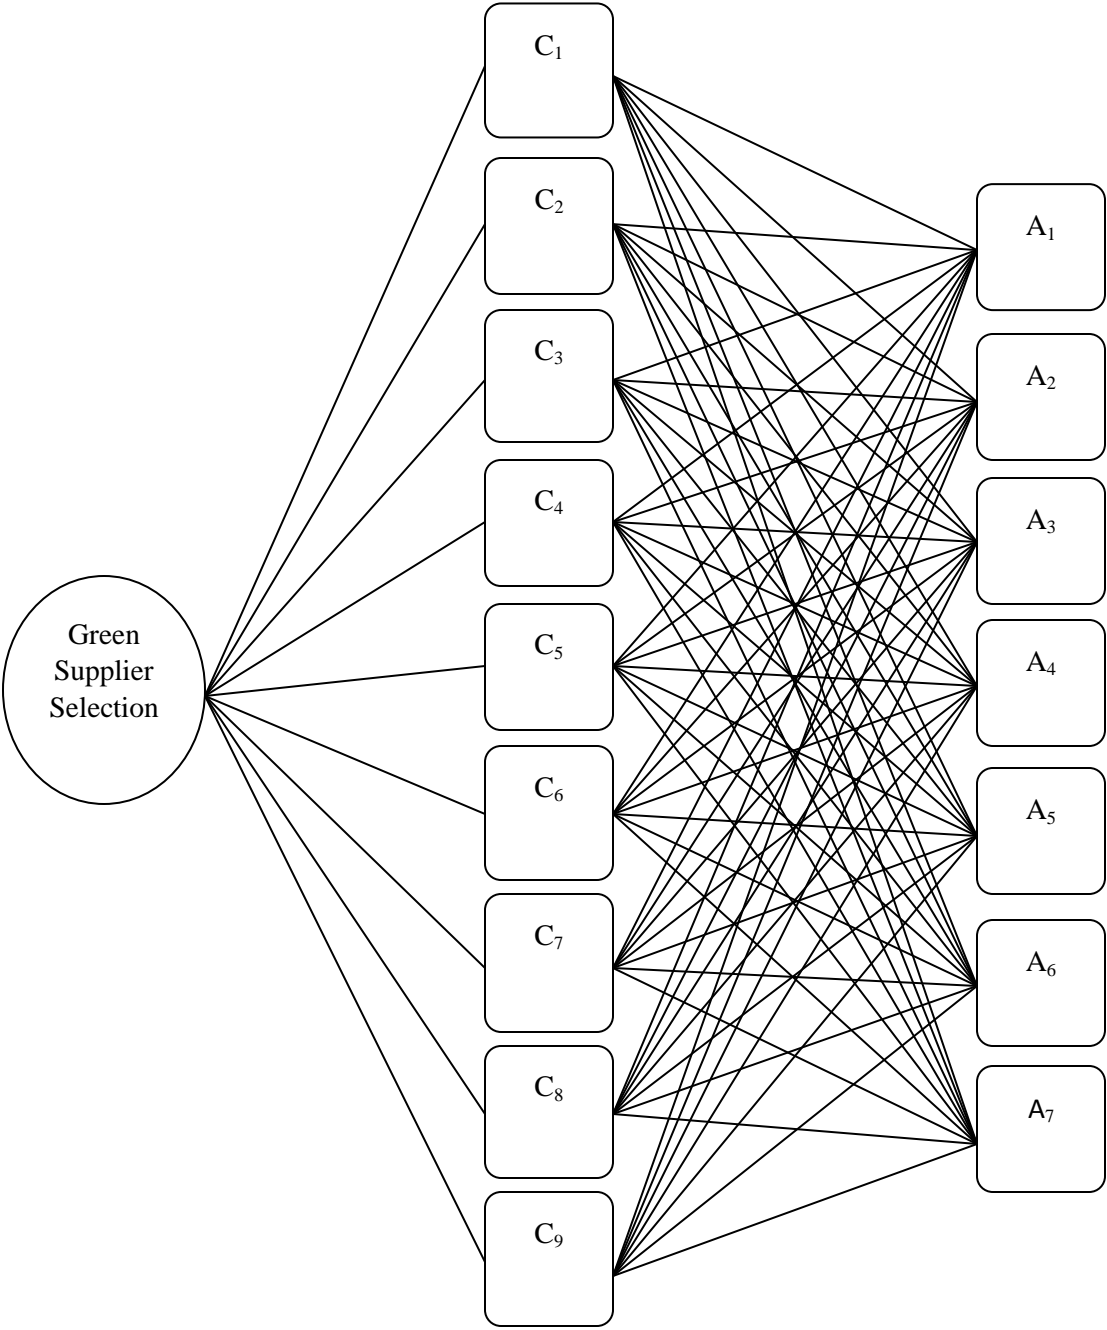 Green
Supplier
Selection
C₁
C₂
C₃
C₄
C₅
C₆
C₇
C₈
C₉
A₁
A₂
A₃
A₄
A₅
A₆
A₇